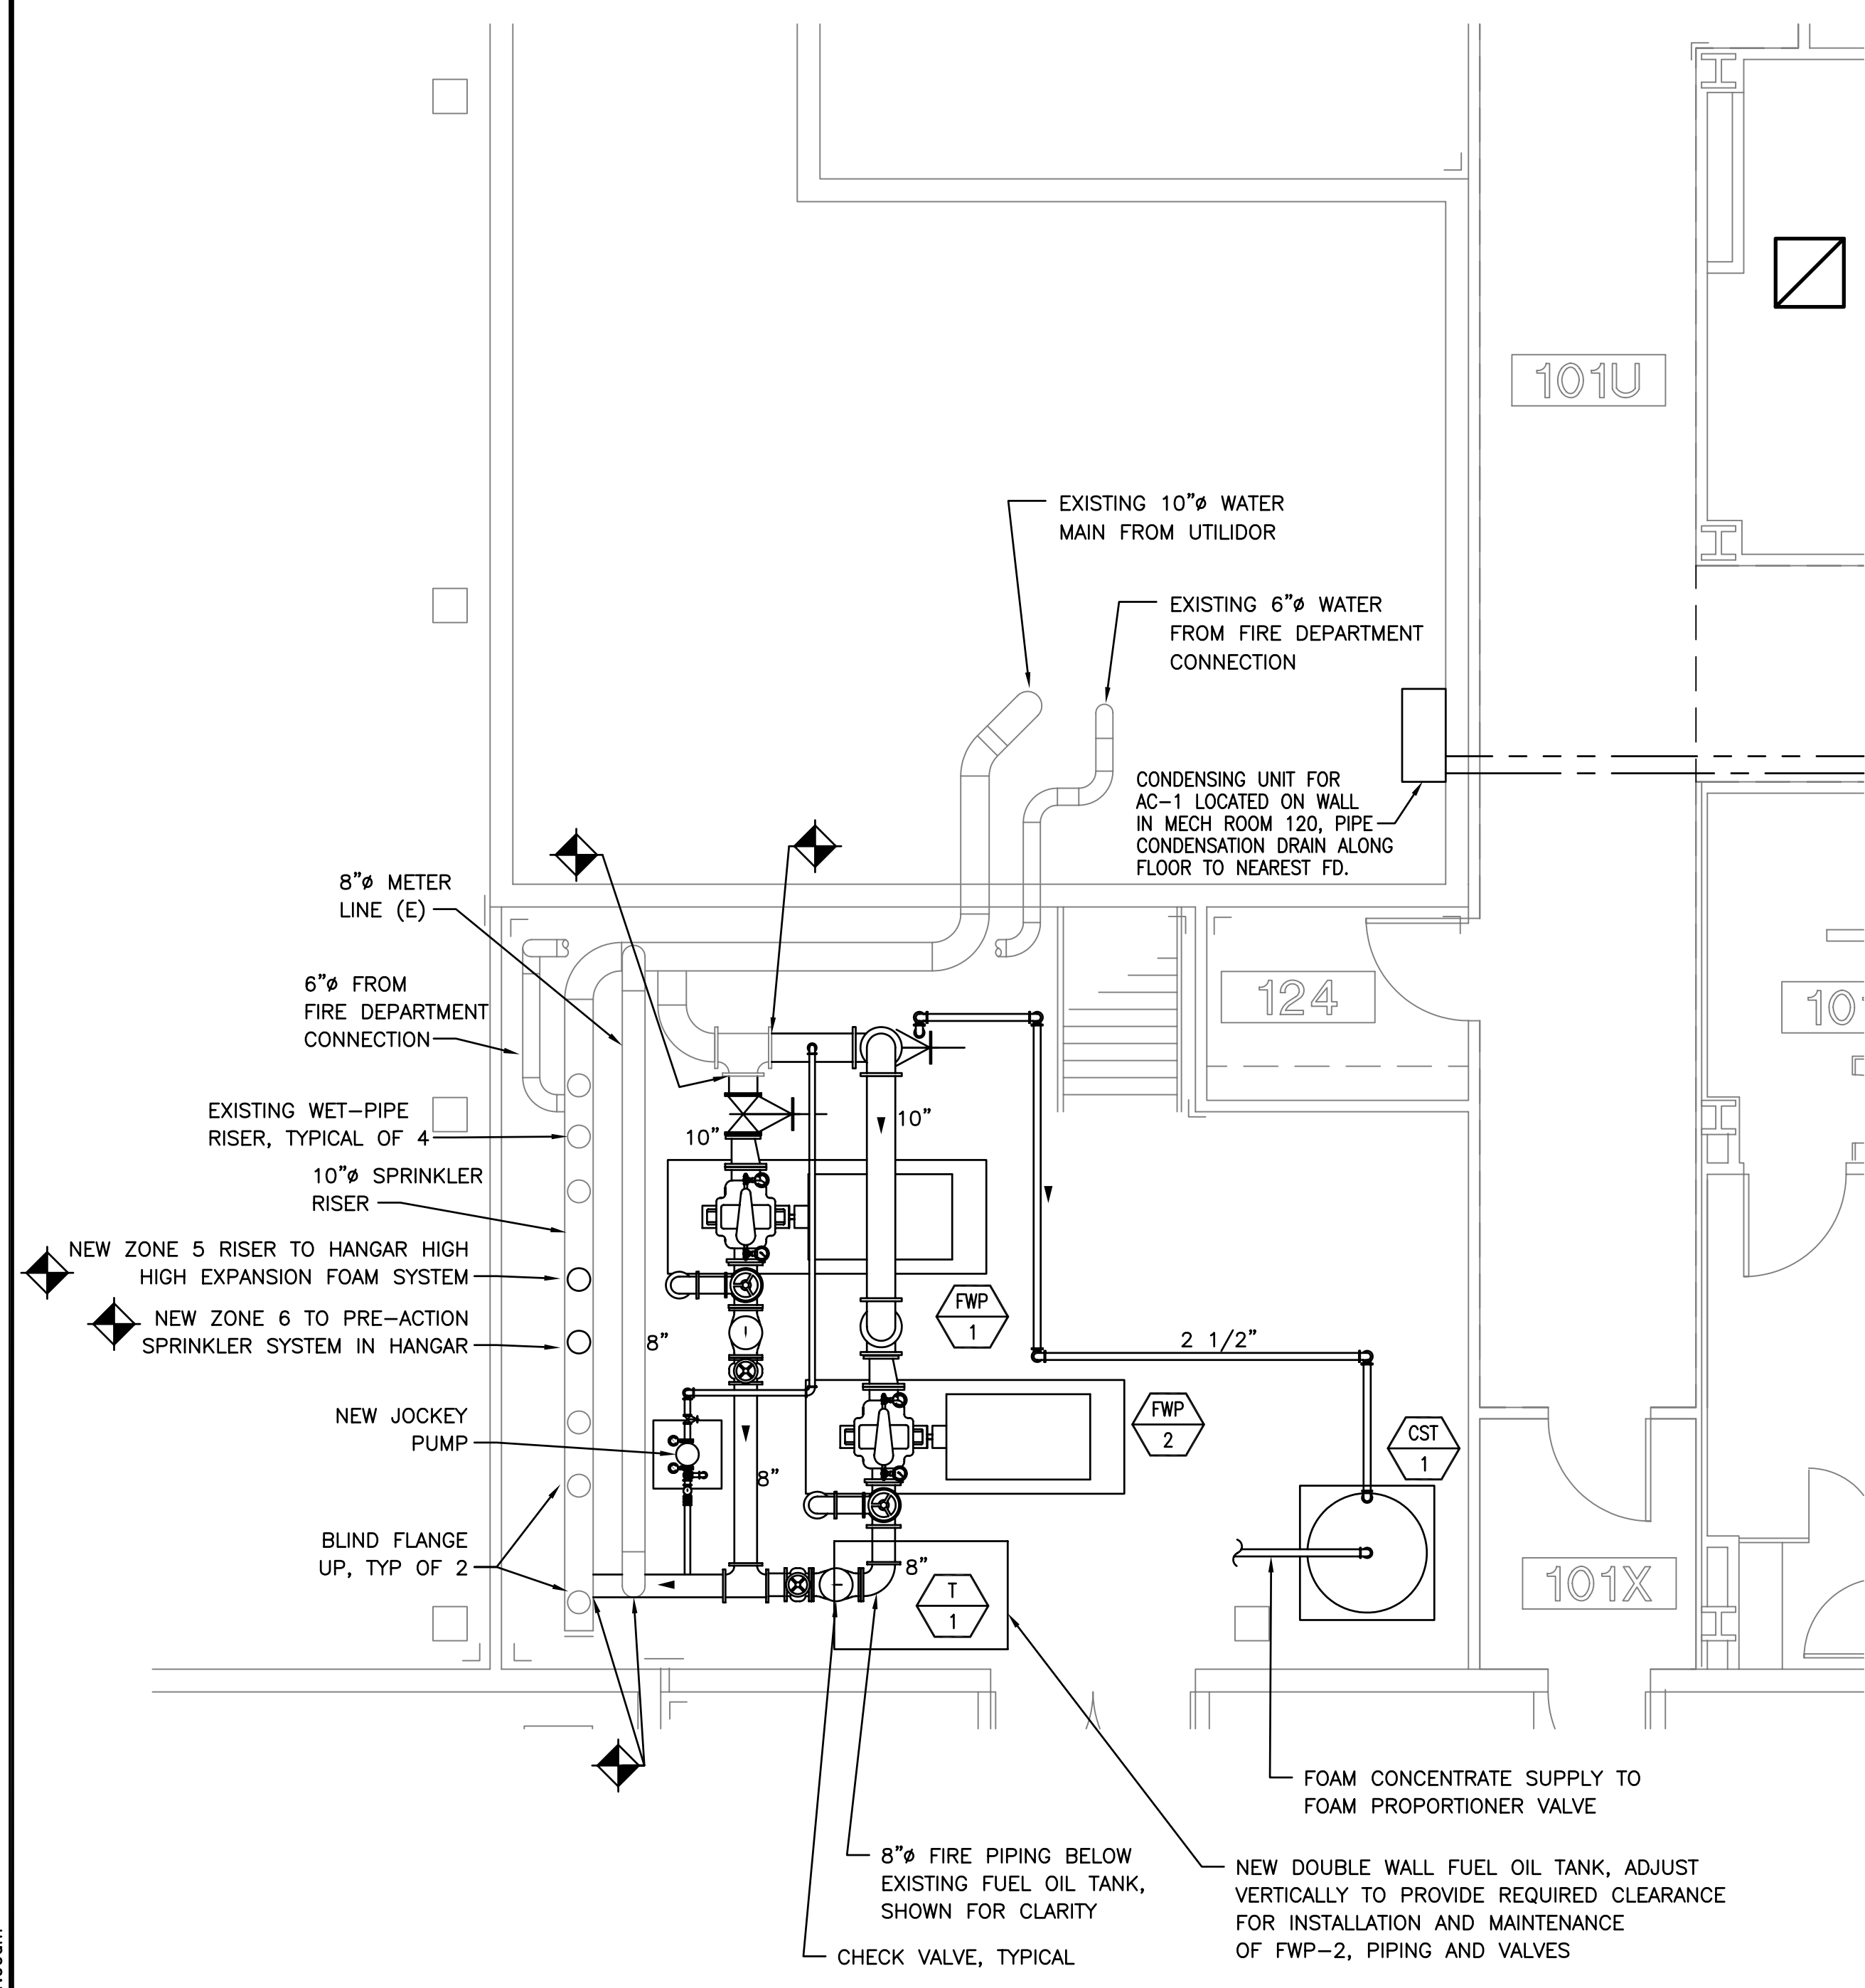 101U
EXISTING 10"ø WATER
MAIN FROM UTILIDOR
EXISTING 6"ø WATER
FROM FIRE DEPARTMENT
CONNECTION
CONDENSING UNIT FOR
AC-1 LOCATED ON WALL
IN MECH ROOM 120, PIPE
CONDENSATION DRAIN ALONG
FLOOR TO NEAREST FD.
8"ø METER
LINE (E)
6"ø FROM
FIRE DEPARTMENT
CONNECTION
124
10
EXISTING WET-PIPE
RISER, TYPICAL OF 4
10"
10"
10"ø SPRINKLER
RISER
NEW ZONE 5 RISER TO HANGAR HIGH
HIGH EXPANSION FOAM SYSTEM
NEW ZONE 6 TO PRE-ACTION
SPRINKLER SYSTEM IN HANGAR
FWP
1
8"
2 1/2"
NEW JOCKEY
PUMP
FWP
2
CST
1
8"
BLIND FLANGE
UP, TYP OF 2
8"
T
1
101X
FOAM CONCENTRATE SUPPLY TO
FOAM PROPORTIONER VALVE
8"ø FIRE PIPING BELOW
EXISTING FUEL OIL TANK,
SHOWN FOR CLARITY
CHECK VALVE, TYPICAL
NEW DOUBLE WALL FUEL OIL TANK, ADJUST
VERTICALLY TO PROVIDE REQUIRED CLEARANCE
FOR INSTALLATION AND MAINTENANCE
OF FWP-2, PIPING AND VALVES